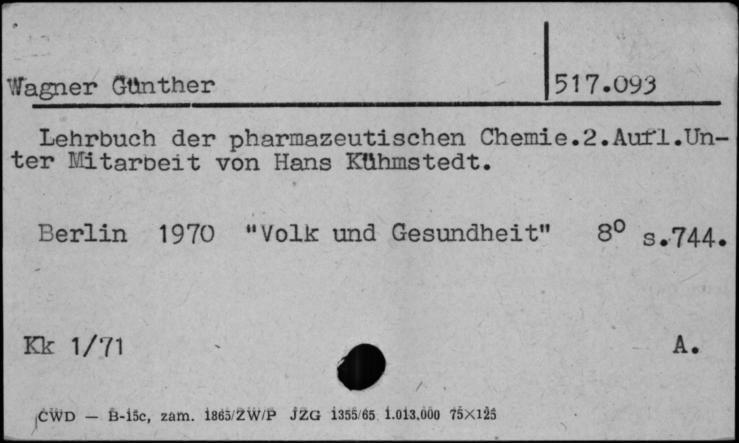 Wagner Günther 517.093
Lehrbuch der pharmazeutischen Chemie.2.Aufl.Un-
ter Mitarbeit von Hans Kühmstedt.
Berlin 1970 "Volk und Gesundheit" 8⁰ s.744.
Kk 1/71 A.
CWD — B-15c, zam. 1865/ZW/P JZG 1355/65 1.013.000 75×125